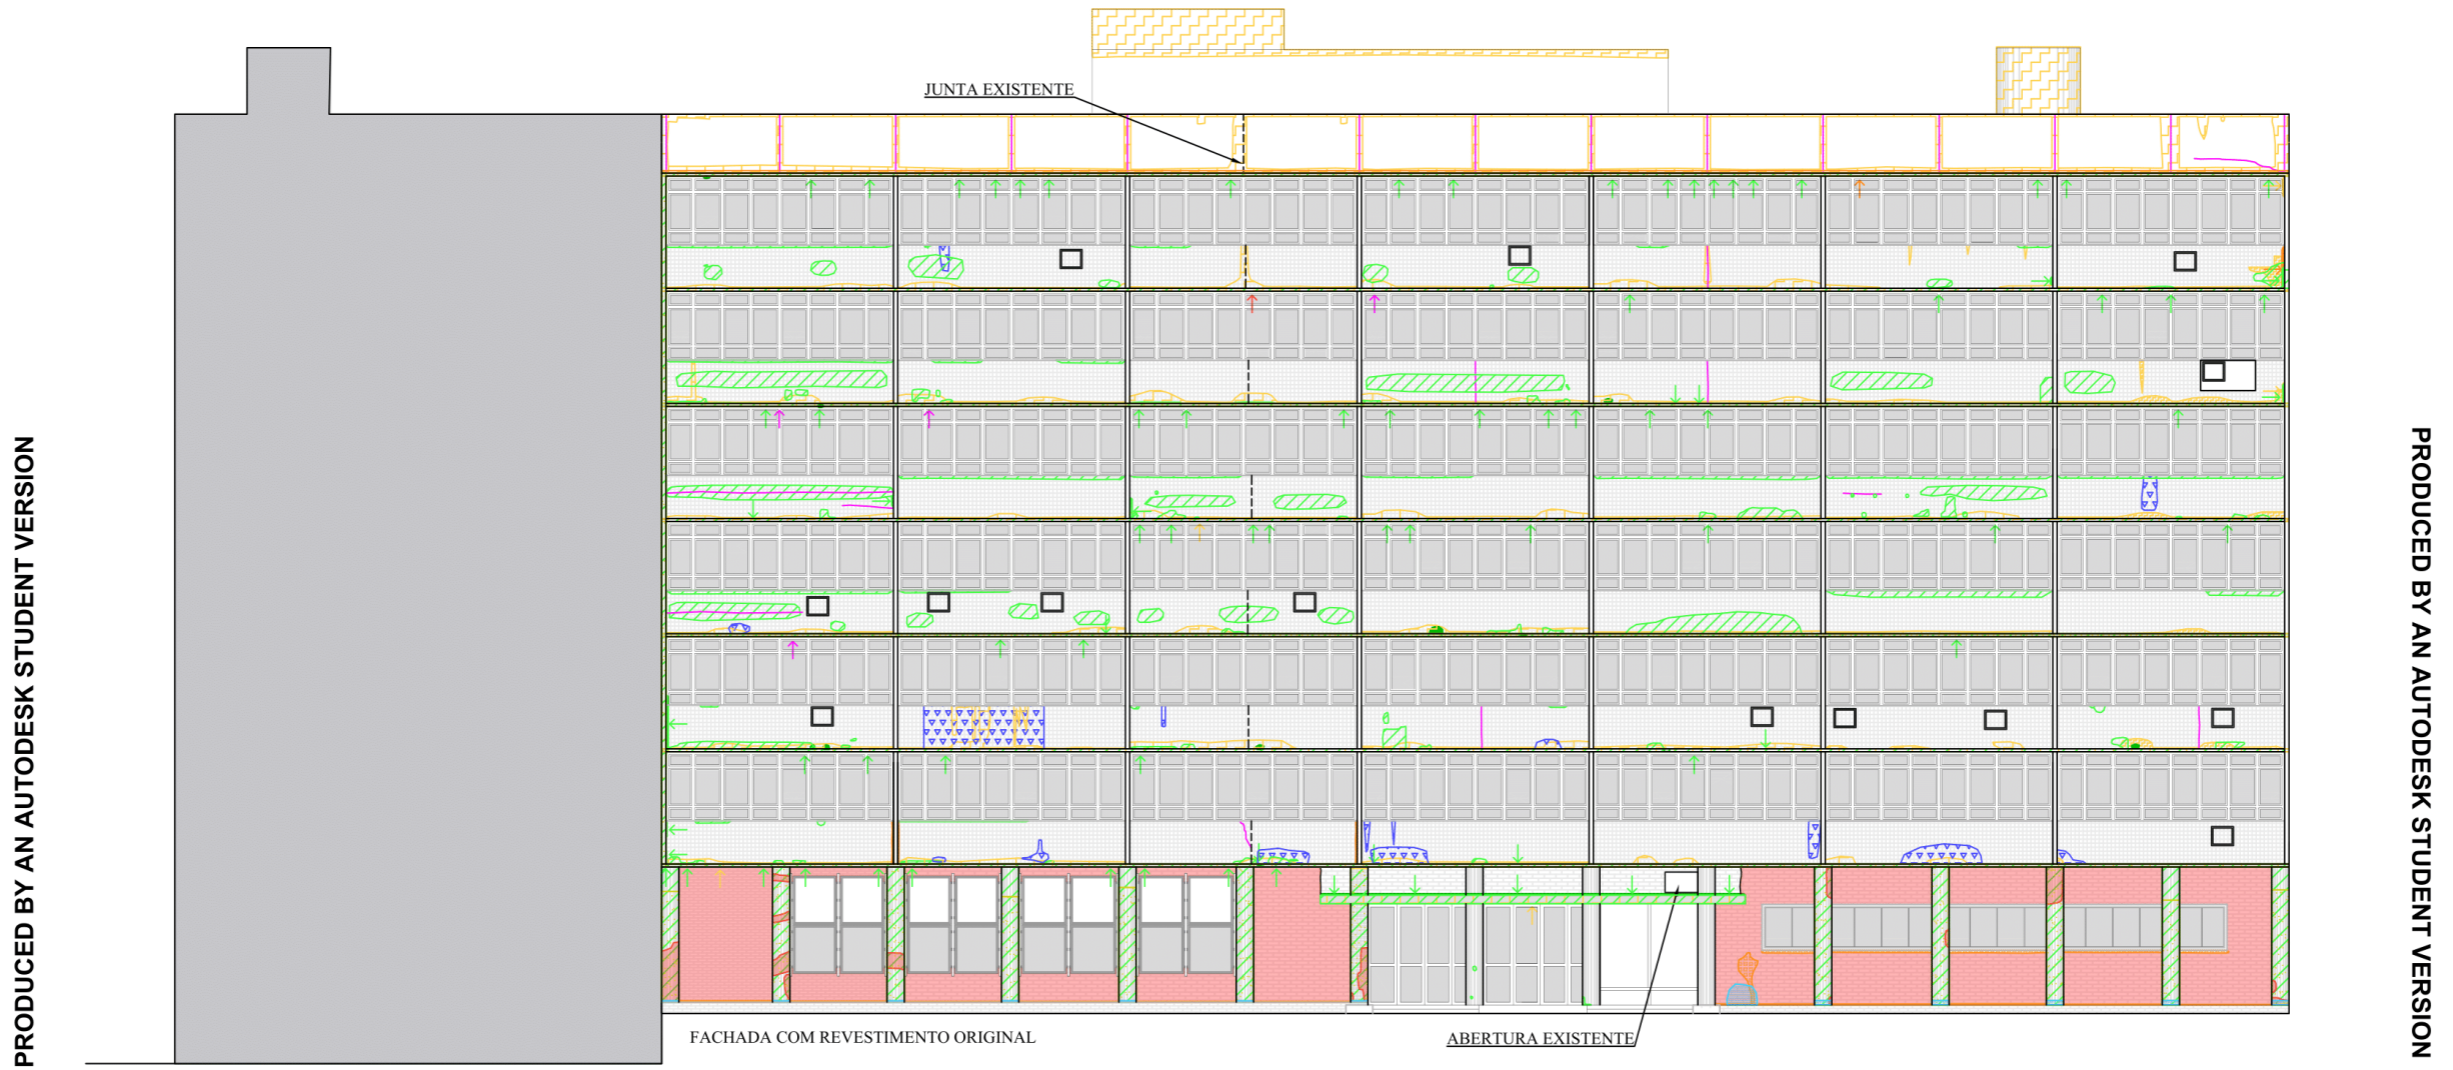 JUNTA EXISTENTE
PRODUCED BY AN AUTODESK STUDENT VERSION
PRODUCED BY AN AUTODESK STUDENT VERSION
FACHADA COM REVESTIMENTO ORIGINAL
ABERTURA EXISTENTE